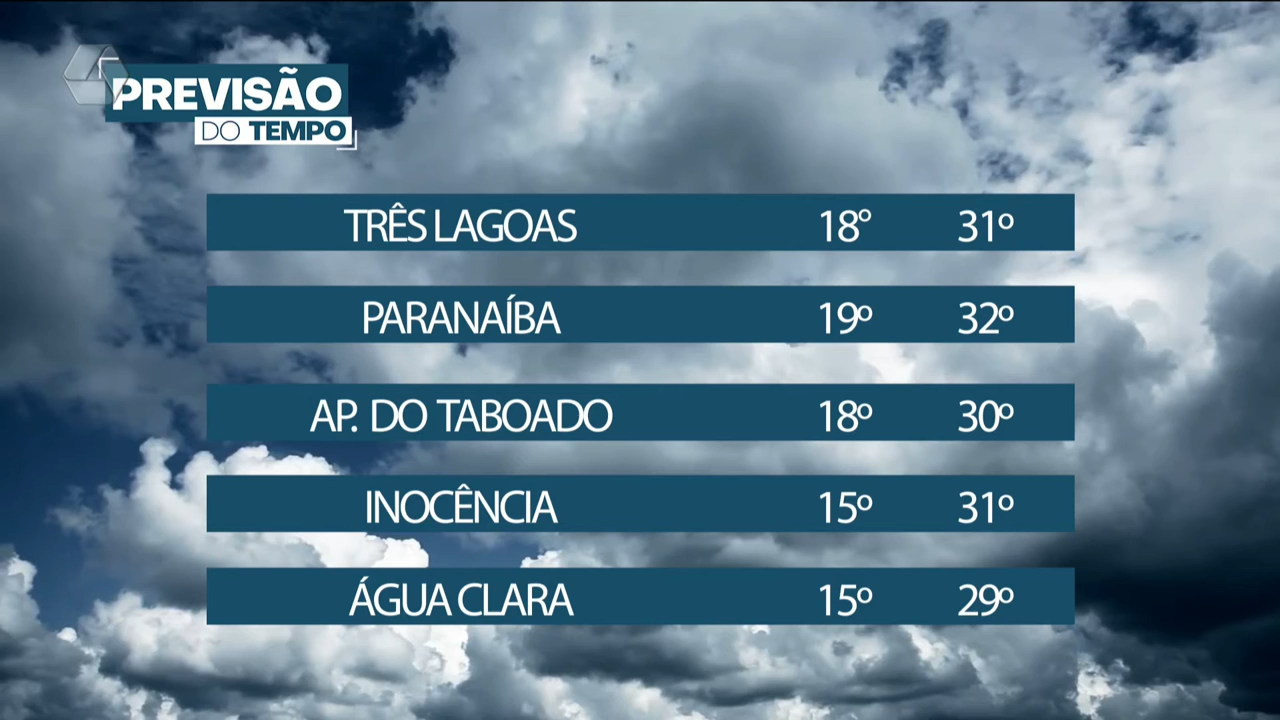 PREVISÃO
DO TEMPO
TRÊS LAGOAS 18° 31º
PARANAÍBA 19º 32º
AP. DO TABOADO 18º 30º
INOCÊNCIA 15º 31º
ÁGUA CLARA 15º 29º